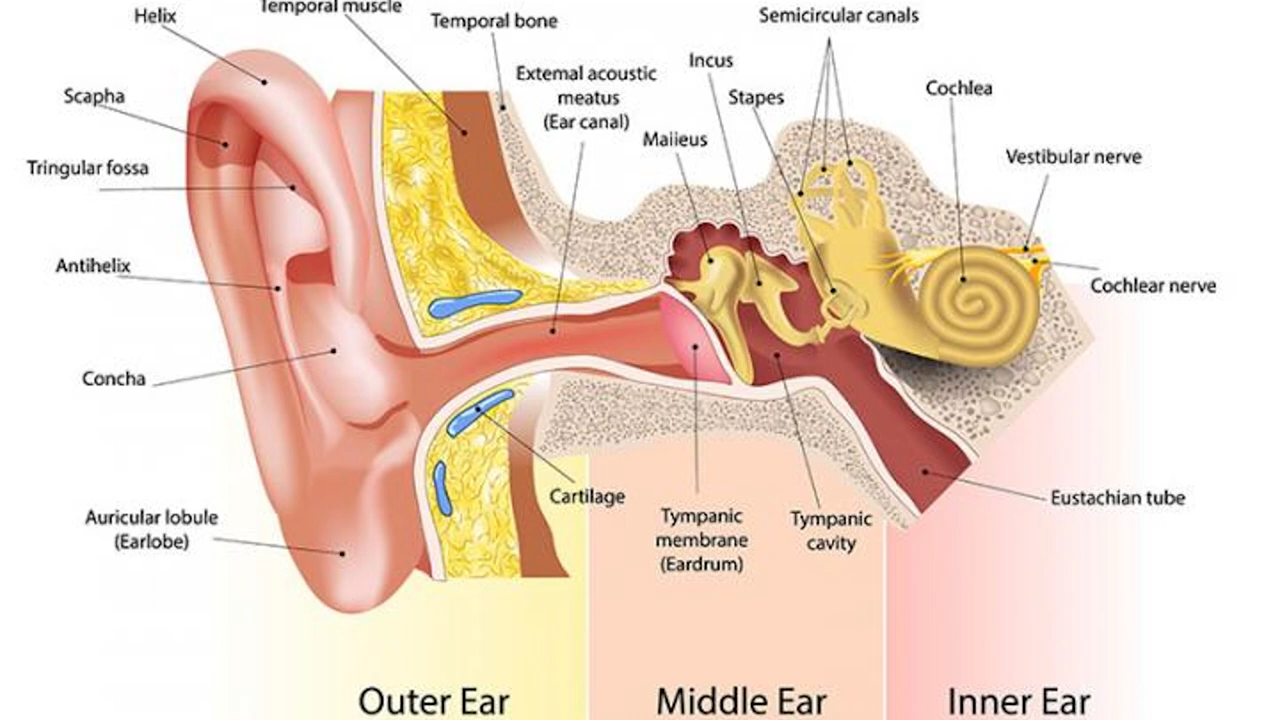 Helix
Temporal muscle
Temporal bone
Semicircular canals
Scapha
External acoustic
meatus
(Ear canal)
Incus
Stapes
Cochlea
Maiieus
Vestibular nerve
Tringular fossa
Antihelix
Cochlear nerve
Concha
Cartilage
Eustachian tube
Auricular lobule
(Earlobe)
Tympanic
membrane
(Eardrum)
Tympanic
cavity
Outer Ear
Middle Ear
Inner Ear